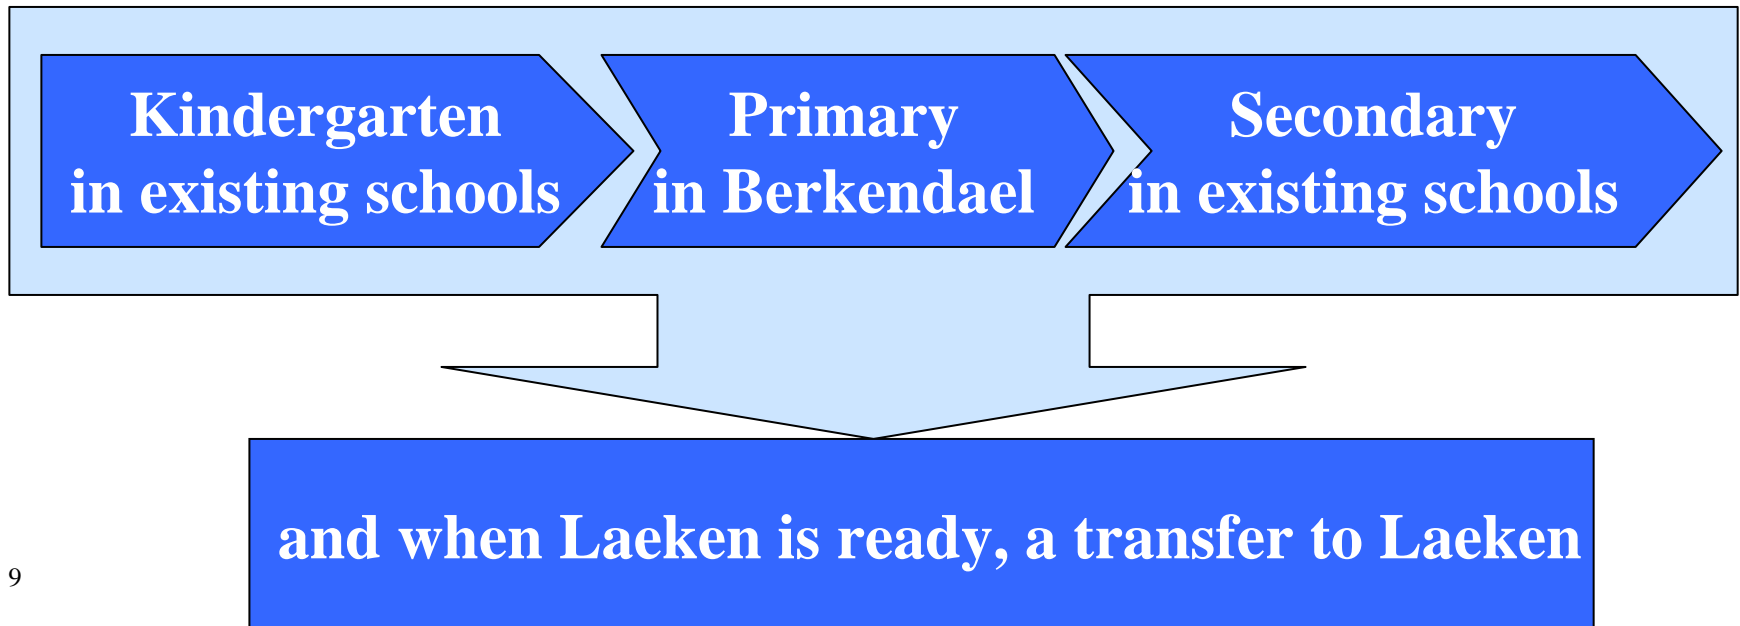 Kindergarten
in existing schools
Primary
in Berkendael
Secondary
in existing schools
and when Laeken is ready, a transfer to Laeken
9